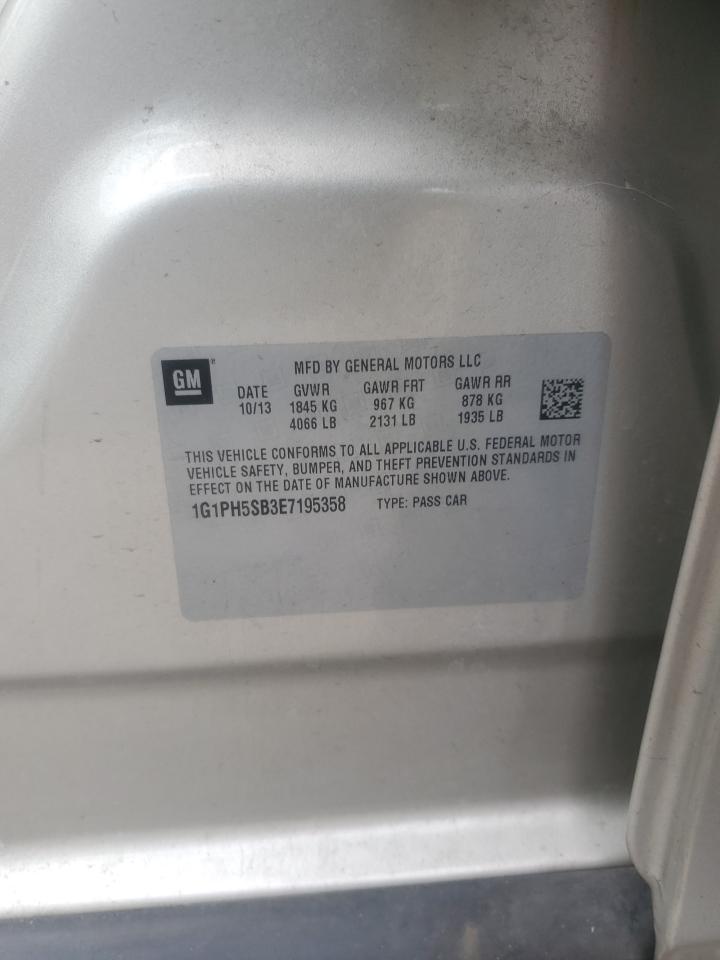 GM ® MFD BY GENERAL MOTORS LLC
DATE GVWR GAWR FRT GAWR RR
10/13 1845 KG 967 KG 878 KG
4066 LB 2131 LB 1935 LB
THIS VEHICLE CONFORMS TO ALL APPLICABLE U.S. FEDERAL MOTOR
VEHICLE SAFETY, BUMPER, AND THEFT PREVENTION STANDARDS IN
EFFECT ON THE DATE OF MANUFACTURE SHOWN ABOVE.
1G1PH5SB3E7195358 TYPE: PASS CAR